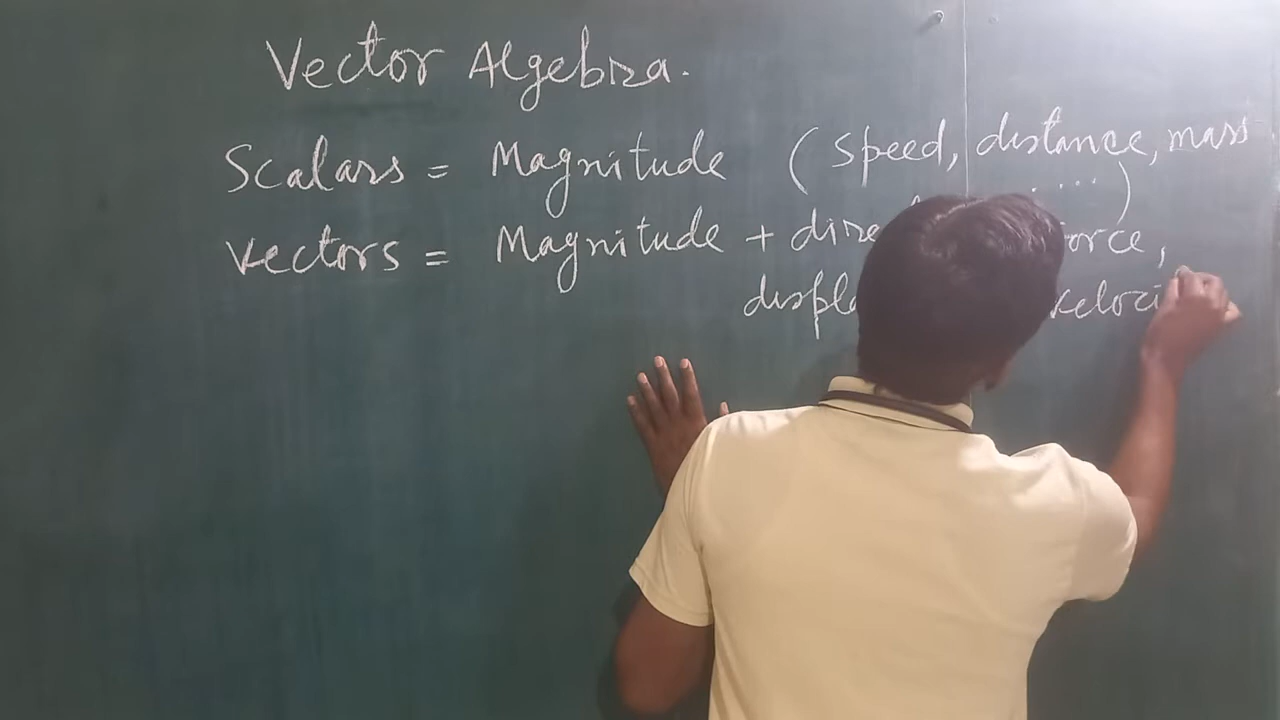 Vector Algebra.
Scalars = Magnitude (speed, distance, mass
....)
Vectors = Magnitude + dire orce,
displa veloci